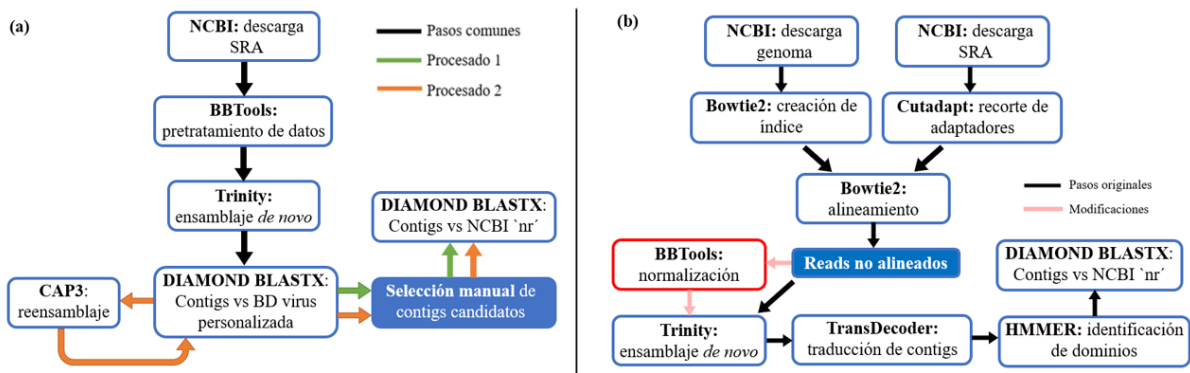 (a)
NCBI: descarga
SRA
Pasos comunes
Procesado 1
Procesado 2
BBTools:
pretratamiento de datos
Trinity:
ensamblaje de novo
DIAMOND BLASTX:
Contigs vs NCBI `nr´
CAP3:
reensamblaje
DIAMOND BLASTX:
Contigs vs BD virus
personalizada
Selección manual de
contigs candidatos
(b)
NCBI: descarga
genoma
NCBI: descarga
SRA
Bowtie2: creación de
índice
Cutadapt: recorte de
adaptadores
Bowtie2:
alineamiento
Pasos originales
Modificaciones
BBTools:
normalización
Reads no alineados
DIAMOND BLASTX:
Contigs vs NCBI `nr´
Trinity:
ensamblaje de novo
TransDecoder:
traducción de contigs
HMMER: identificación
de dominios